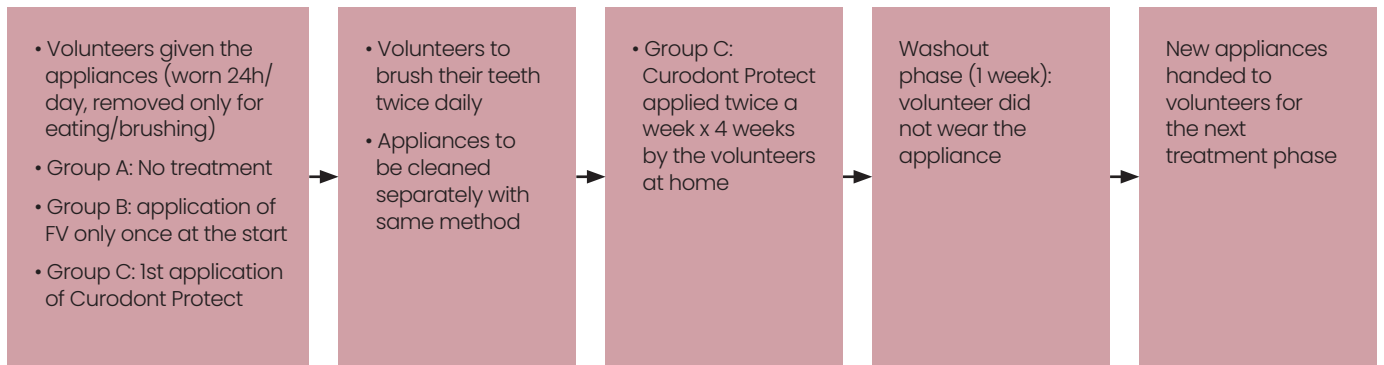 • Volunteers given the
appliances (worn 24h/
day, removed only for
eating/brushing)
• Group A: No treatment
• Group B: application of
FV only once at the start
• Group C: 1st application
of Curodont Protect
• Volunteers to
brush their teeth
twice daily
• Appliances to
be cleaned
separately with
same method
• Group C:
Curodont Protect
applied twice a
week x 4 weeks
by the volunteers
at home
Washout
phase (1 week):
volunteer did
not wear the
appliance
New appliances
handed to
volunteers for
the next
treatment phase